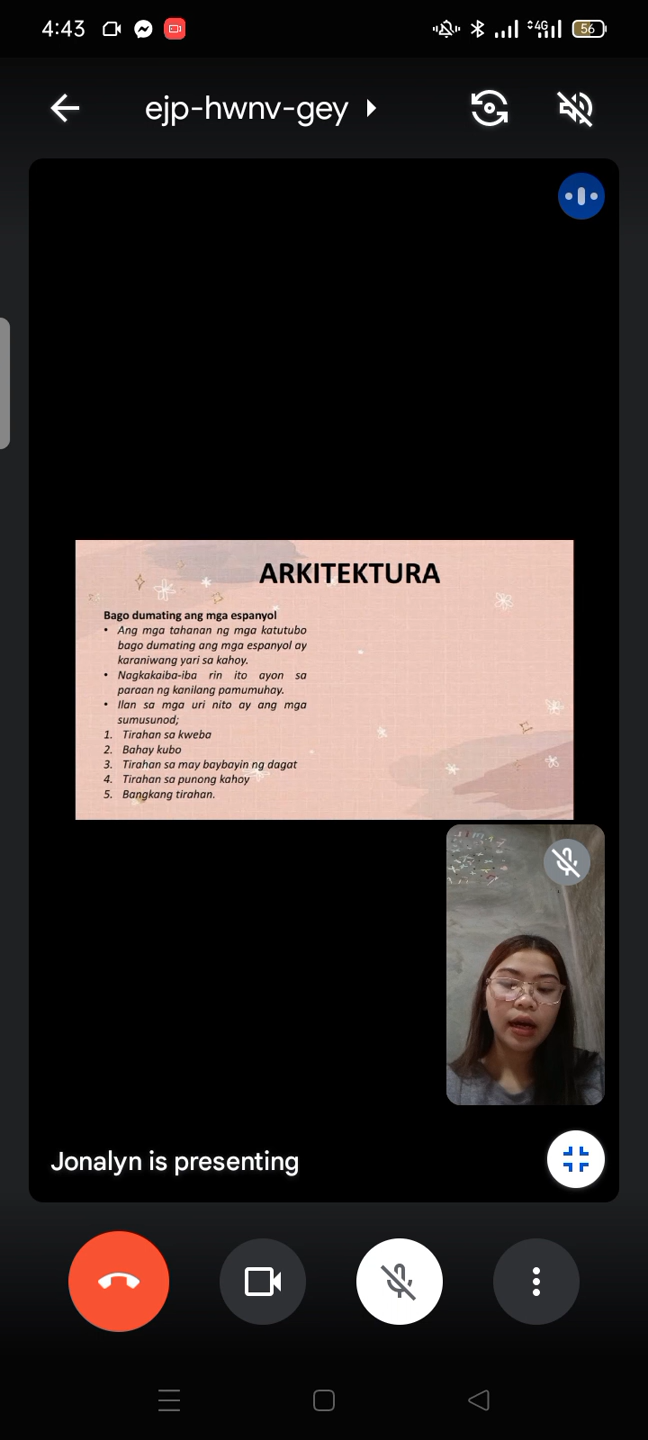 4:43
4G
56
ejp-hwnv-gey
ARKITEKTURA
Bago dumating ang mga espanyol
• Ang mga tahanan ng mga katutubo
bago dumating ang mga espanyol ay
karaniwang yari sa kahoy.
• Nagkakaiba-iba rin ito ayon sa
paraan ng kanilang pamumuhay.
• Ilan sa mga uri nito ay ang mga
sumusunod;
1. Tirahan sa kweba
2. Bahay kubo
3. Tirahan sa may baybayin ng dagat
4. Tirahan sa punong kahoy
5. Bangkang tirahan.
Jonalyn is presenting